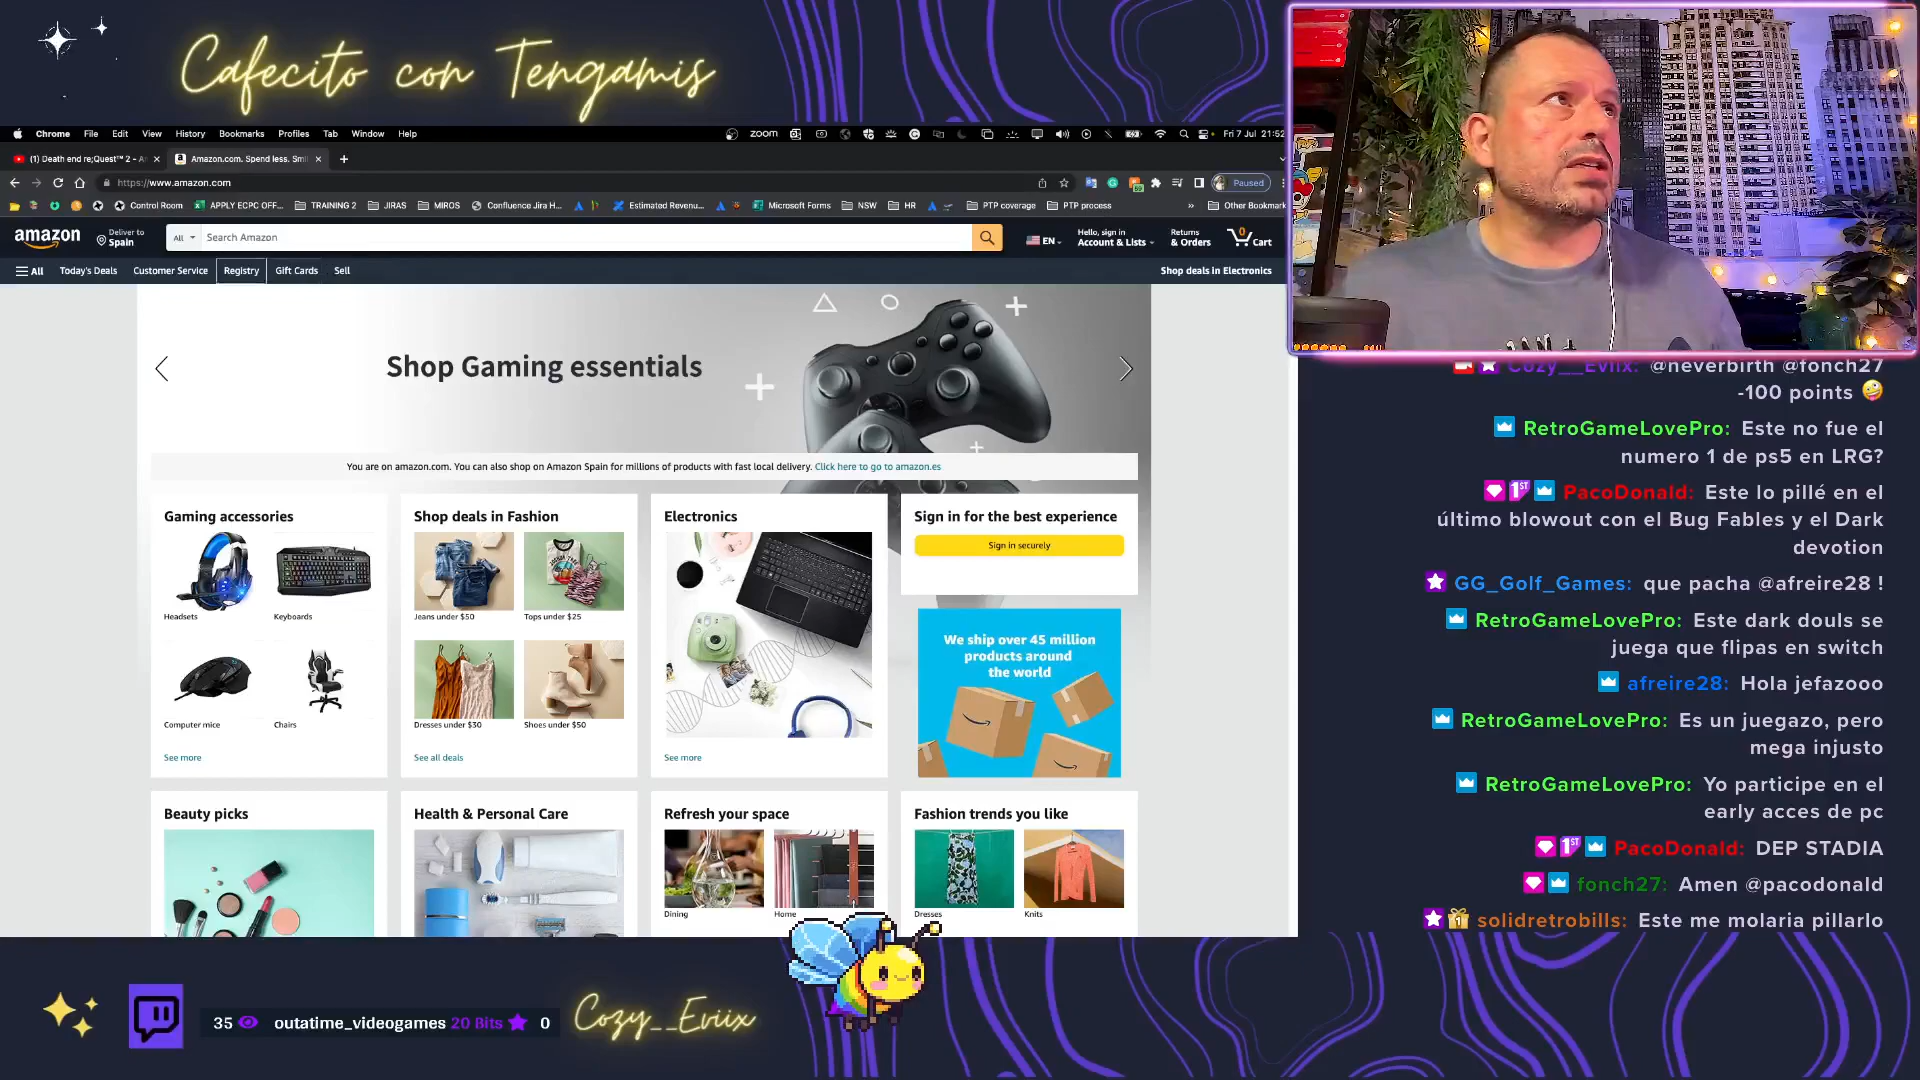 Cafecito con Tengamis
Chrome File Edit View History Bookmarks Profiles Tab Window Help
zoom
Fri 7 Jul 21:52
(1) Death end re;Quest™ 2 - A
Amazon.com. Spend less. Smi
https://www.amazon.com
Paused
Control Room
APPLY ECPC OFF...
TRAINING 2
JIRAS
MIROS
Confluence Jira H...
Estimated Revenu...
Microsoft Forms
NSW
HR
PTP coverage
PTP process
Other Bookmark
amazon
Deliver to
Spain
All
Search Amazon
EN
Hello, sign in
Account & Lists
Returns
& Orders
0
Cart
All
Today's Deals
Customer Service
Registry
Gift Cards
Sell
Shop deals in Electronics
Shop Gaming essentials
You are on amazon.com. You can also shop on Amazon Spain for millions of products with fast local delivery. Click here to go to amazon.es
Gaming accessories
Headsets
Keyboards
Computer mice
Chairs
See more
Shop deals in Fashion
Jeans under $50
Tops under $25
Dresses under $30
Shoes under $50
See all deals
Electronics
See more
Sign in for the best experience
Sign in securely
We ship over 45 million
products around
the world
Beauty picks
Health & Personal Care
Refresh your space
Dining
Home
Fashion trends you like
Dresses
Knits
Cozy__Eviix: @neverbirth @fonch27
-100 points
RetroGameLovePro: Este no fue el
numero 1 de ps5 en LRG?
PacoDonald: Este lo pillé en el
último blowout con el Bug Fables y el Dark
devotion
GG_Golf_Games: que pacha @afreire28 !
RetroGameLovePro: Este dark douls se
juega que flipas en switch
afreire28: Hola jefazooo
RetroGameLovePro: Es un juegazo, pero
mega injusto
RetroGameLovePro: Yo participe en el
early acces de pc
PacoDonald: DEP STADIA
fonch27: Amen @pacodonald
solidretrobills: Este me molaria pillarlo
35
outatime_videogames 20 Bits
0
Cozy__Eviix